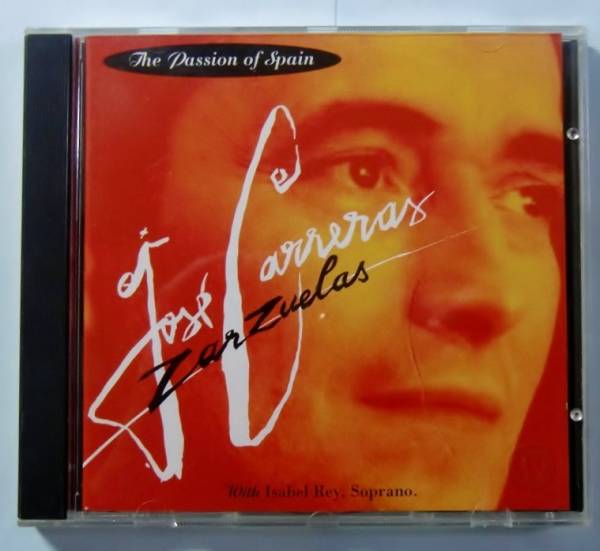 The Passion of Spain
José Carreras
Zarzuelas
With Isabel Rey, Soprano.